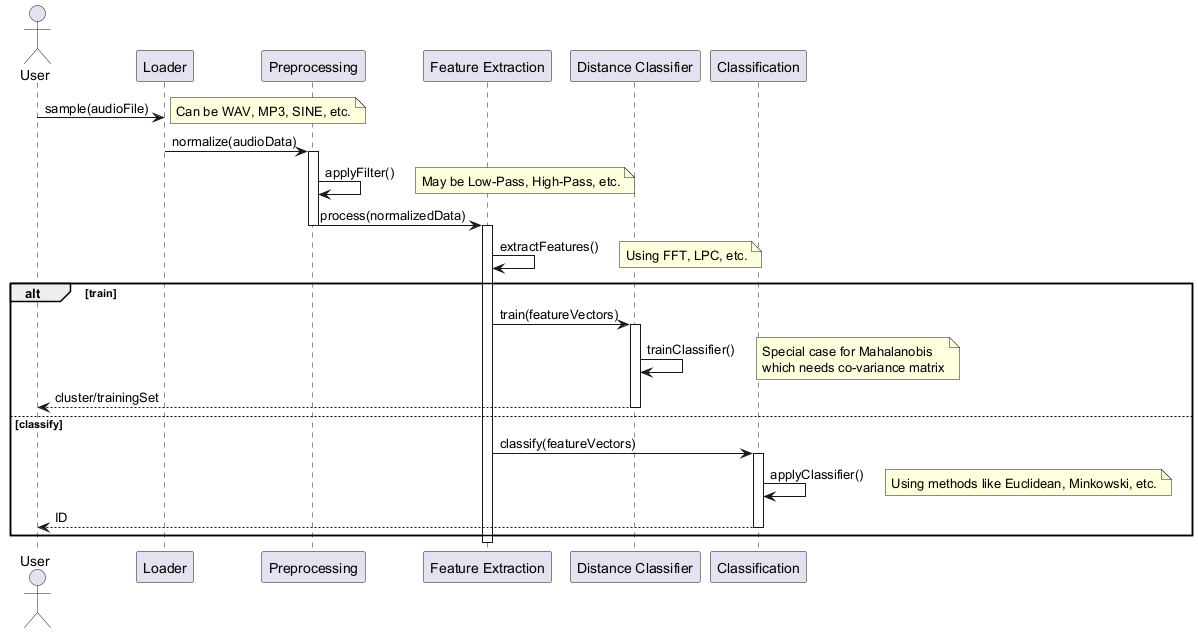 User
Loader
Preprocessing
Feature Extraction
Distance Classifier
Classification
sample(audioFile)
Can be WAV, MP3, SINE, etc.
normalize(audioData)
applyFilter()
May be Low-Pass, High-Pass, etc.
process(normalizedData)
extractFeatures()
Using FFT, LPC, etc.
alt
[train]
train(featureVectors)
trainClassifier()
Special case for Mahalanobis
which needs co-variance matrix
cluster/trainingSet
[classify]
classify(featureVectors)
applyClassifier()
Using methods like Euclidean, Minkowski, etc.
ID
User
Loader
Preprocessing
Feature Extraction
Distance Classifier
Classification